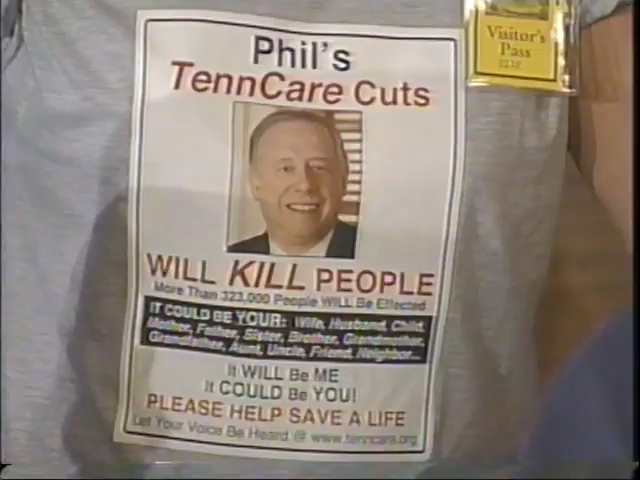 Phil's
TennCare Cuts
WILL KILL PEOPLE
More Than 323,000 People WILL Be Effected
IT COULD BE YOUR: Wife, Husband, Child,
Mother, Father, Sister, Brother, Grandmother,
Grandfather, Aunt, Uncle, Friend, Neighbor...
It WILL Be ME
It COULD Be YOU!
PLEASE HELP SAVE A LIFE
Let Your Voice Be Heard @ www.tenncare.org
Visitor's
Pass